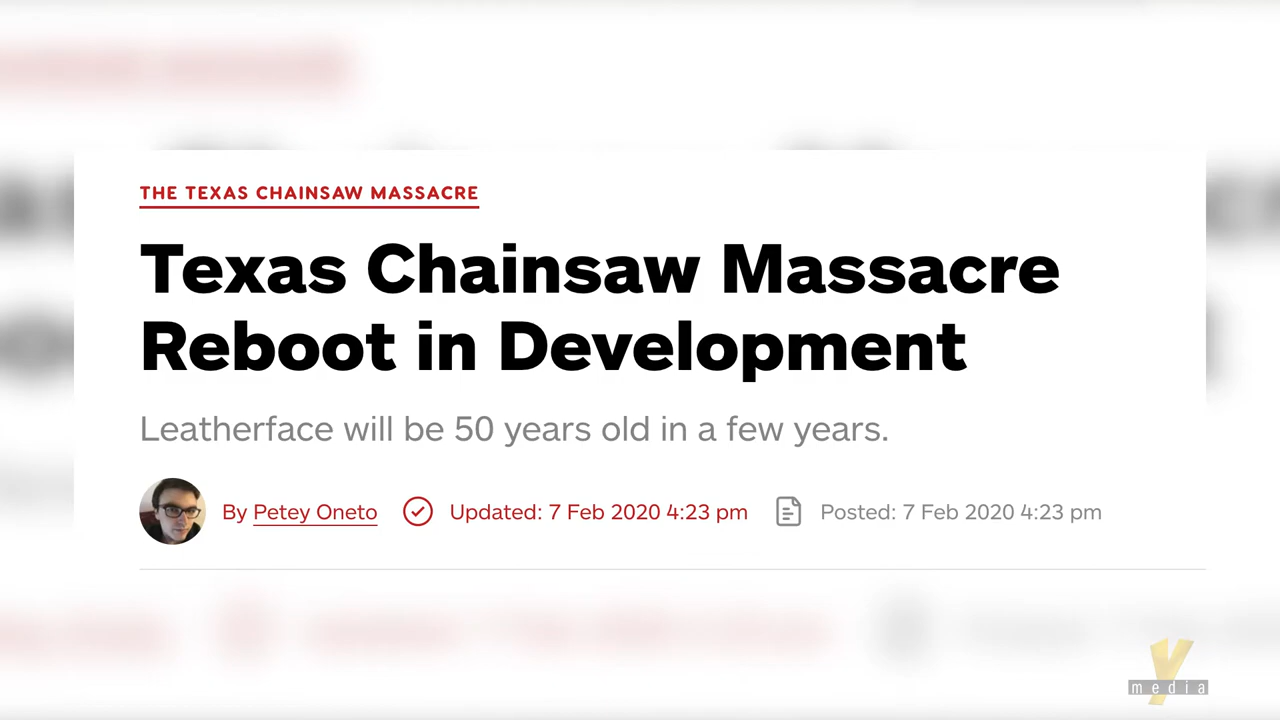 THE TEXAS CHAINSAW MASSACRE
Texas Chainsaw Massacre
Reboot in Development
Leatherface will be 50 years old in a few years.
By Petey Oneto Updated: 7 Feb 2020 4:23 pm Posted: 7 Feb 2020 4:23 pm
Y
media